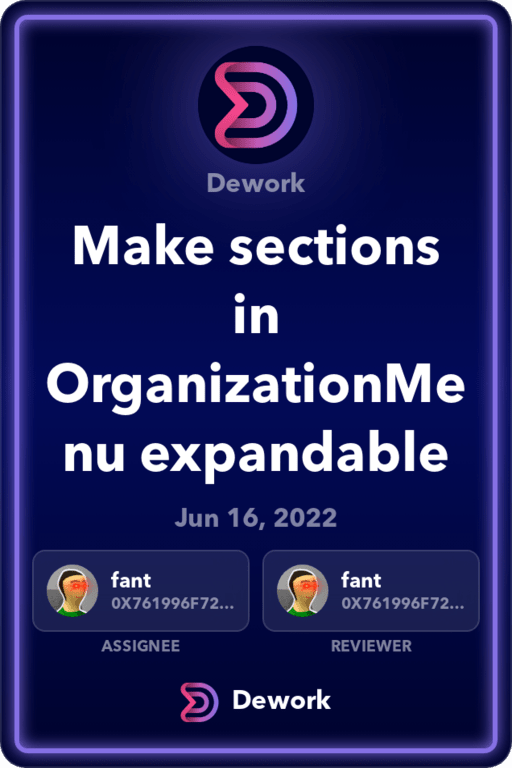 Dework
Make sections
in
OrganizationMe
nu expandable
Jun 16, 2022
fant
0X761996F72...
ASSIGNEE
fant
0X761996F72...
REVIEWER
Dework